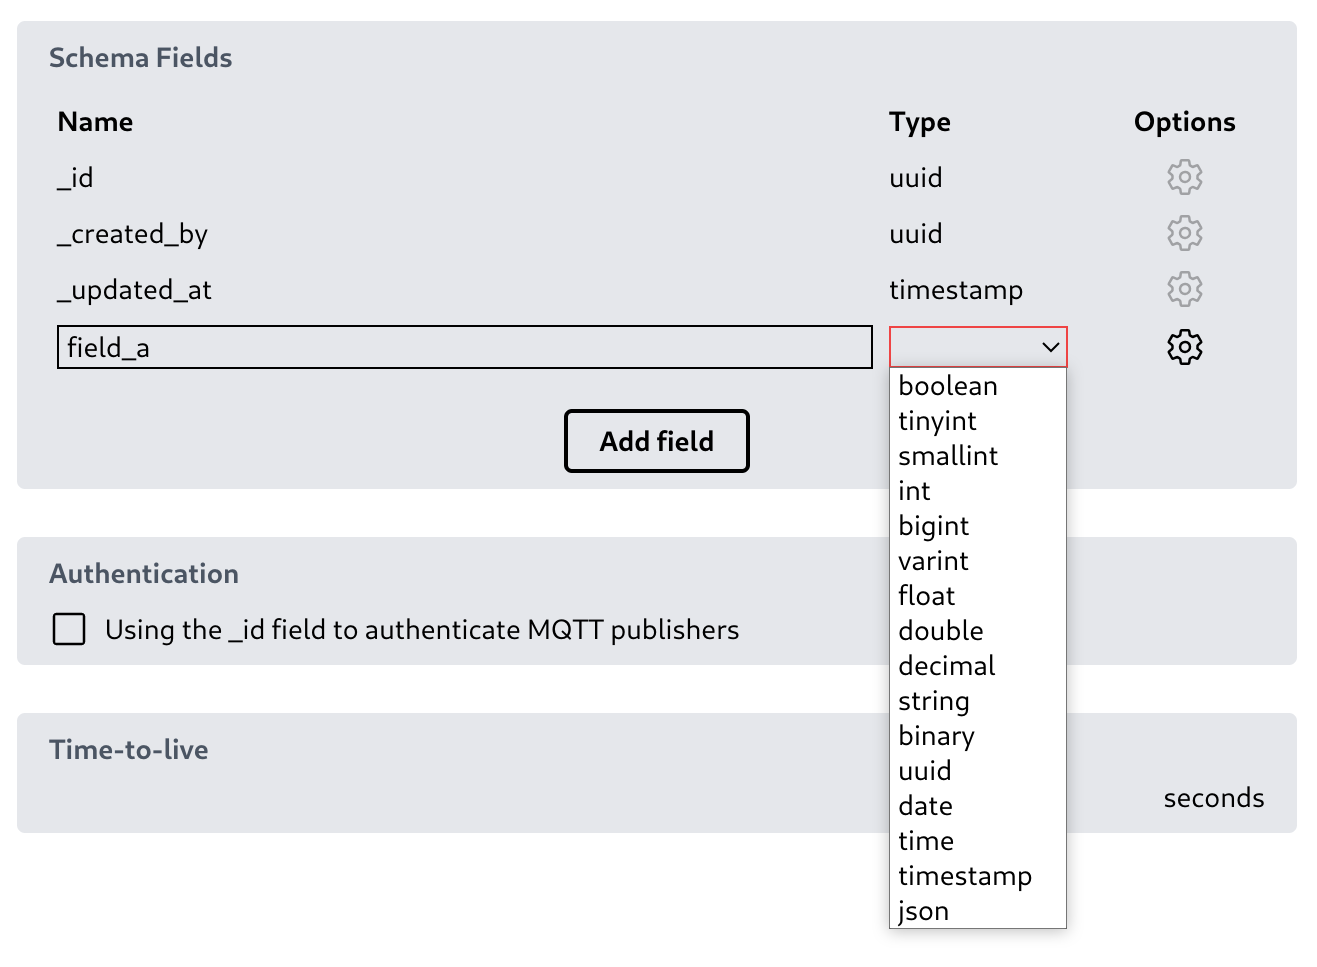 Schema Fields
Name Type Options
_id uuid
_created_by uuid
_updated_at timestamp
field_a
boolean
tinyint
smallint
int
bigint
varint
float
double
decimal
string
binary
uuid
date
time
timestamp
json
Add field
Authentication
Using the _id field to authenticate MQTT publishers
Time-to-live
seconds